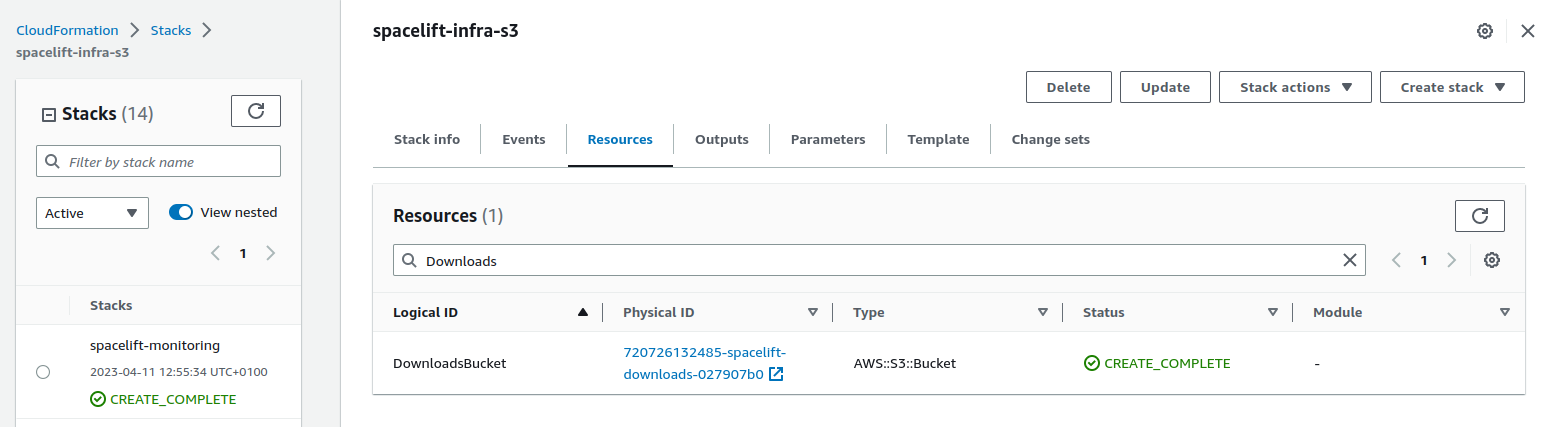 CloudFormation > Stacks >
spacelift-infra-s3
Stacks (14)
Filter by stack name
Active
View nested
1
Stacks
spacelift-monitoring
2023-04-11 12:55:34 UTC+0100
CREATE_COMPLETE
spacelift-infra-s3
Delete
Update
Stack actions
Create stack
Stack info
Events
Resources
Outputs
Parameters
Template
Change sets
Resources (1)
Downloads
1
Logical ID
Physical ID
Type
Status
Module
DownloadsBucket
720726132485-spacelift-
downloads-027907b0
AWS::S3::Bucket
CREATE_COMPLETE
-